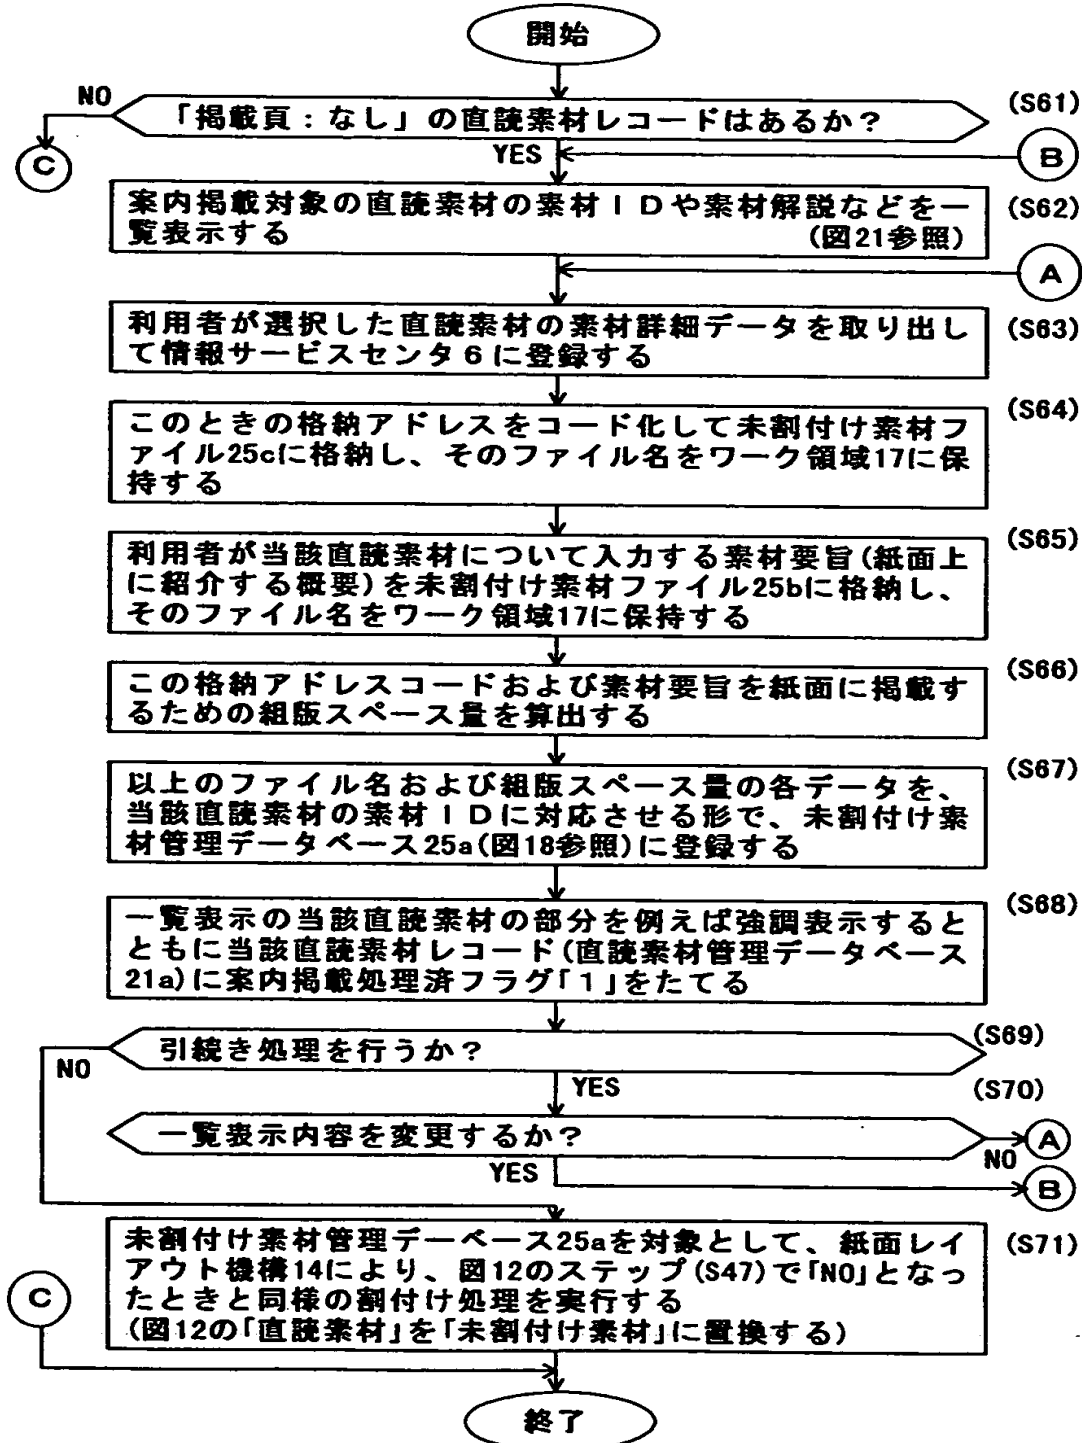 開始
NO
「掲載頁：なし」の直読素材レコードはあるか？
(S61)
C
YES
B
案内掲載対象の直読素材の素材ＩＤや素材解説などを一
覧表示する
(図21参照)
(S62)
A
利用者が選択した直読素材の素材詳細データを取り出し
て情報サービスセンタ６に登録する
(S63)
このときの格納アドレスをコード化して未割付け素材フ
ァイル25cに格納し、そのファイル名をワーク領域17に保
持する
(S64)
利用者が当該直読素材について入力する素材要旨(紙面上
に紹介する概要)を未割付け素材ファイル25bに格納し、
そのファイル名をワーク領域17に保持する
(S65)
この格納アドレスコードおよび素材要旨を紙面に掲載す
るための組版スペース量を算出する
(S66)
以上のファイル名および組版スペース量の各データを、
当該直読素材の素材ＩＤに対応させる形で、未割付け素
材管理データベース25a(図18参照)に登録する
(S67)
一覧表示の当該直読素材の部分を例えば強調表示すると
ともに当該直読素材レコード(直読素材管理データベース
21a)に案内掲載処理済フラグ「１」をたてる
(S68)
引続き処理を行うか？
(S69)
NO
YES
(S70)
一覧表示内容を変更するか？
A
NO
YES
B
未割付け素材管理デーベース25aを対象として、紙面レイ
アウト機構14により、図12のステップ(S47)で「NO」となっ
たときと同様の割付け処理を実行する
(図12の「直読素材」を「未割付け素材」に置換する)
(S71)
C
終了